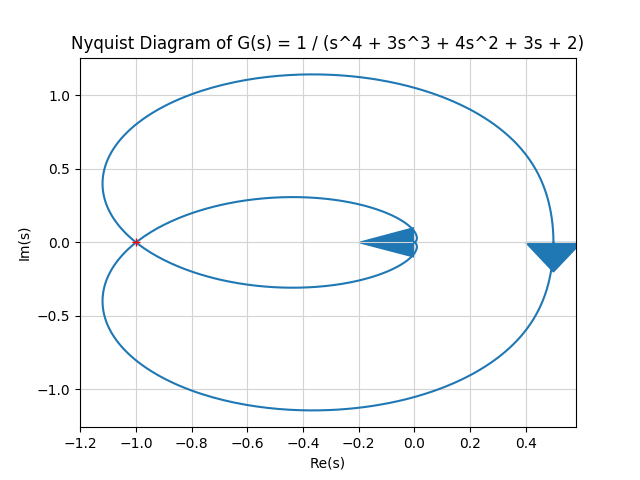 Nyquist Diagram of G(s) = 1 / (s^4 + 3s^3 + 4s^2 + 3s + 2)
1.0
0.5
0.0
−0.5
−1.0
Im(s)
−1.2 −1.0 −0.8 −0.6 −0.4 −0.2 0.0 0.2 0.4
Re(s)